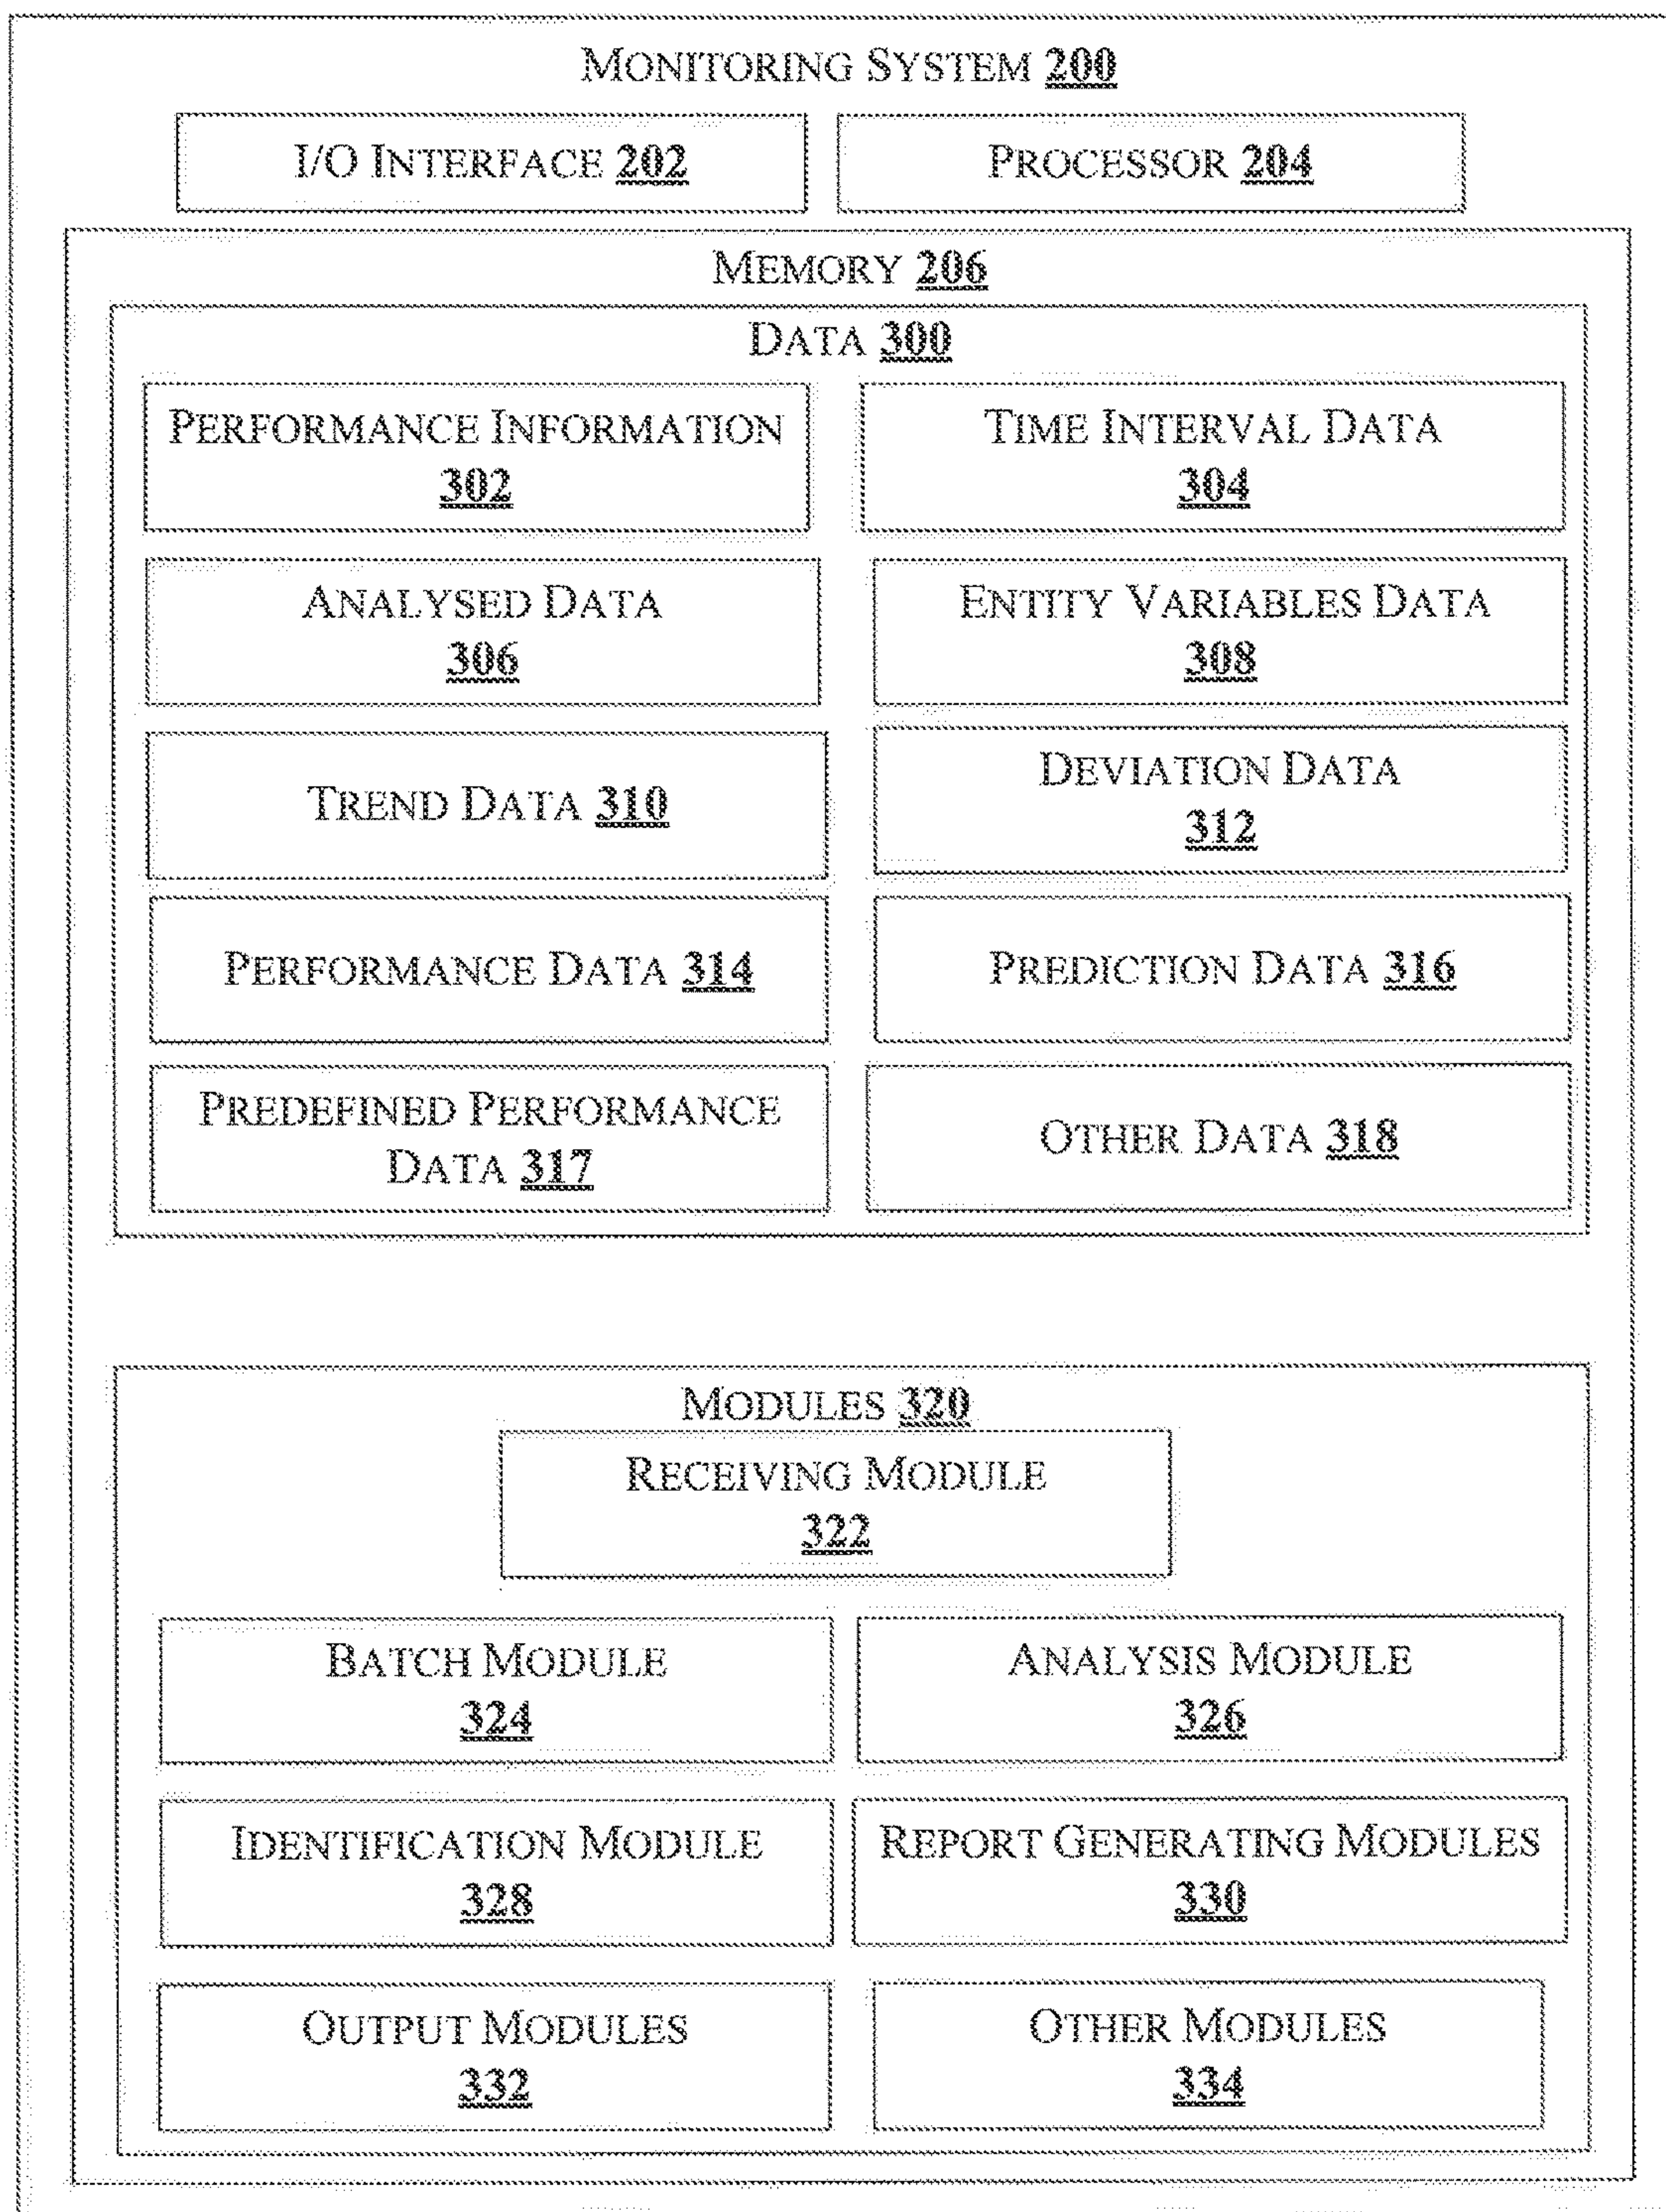 MONITORING SYSTEM 200
I/O INTERFACE 202
PROCESSOR 204
MEMORY 206
DATA 300
PERFORMANCE INFORMATION
302
TIME INTERVAL DATA
304
ANALYSED DATA
306
ENTITY VARIABLES DATA
308
TREND DATA 310
DEVIATION DATA
312
PERFORMANCE DATA 314
PREDICTION DATA 316
PREDEFINED PERFORMANCE
DATA 317
OTHER DATA 318
MODULES 320
RECEIVING MODULE
322
BATCH MODULE
324
ANALYSIS MODULE
326
IDENTIFICATION MODULE
328
REPORT GENERATING MODULES
330
OUTPUT MODULES
332
OTHER MODULES
334